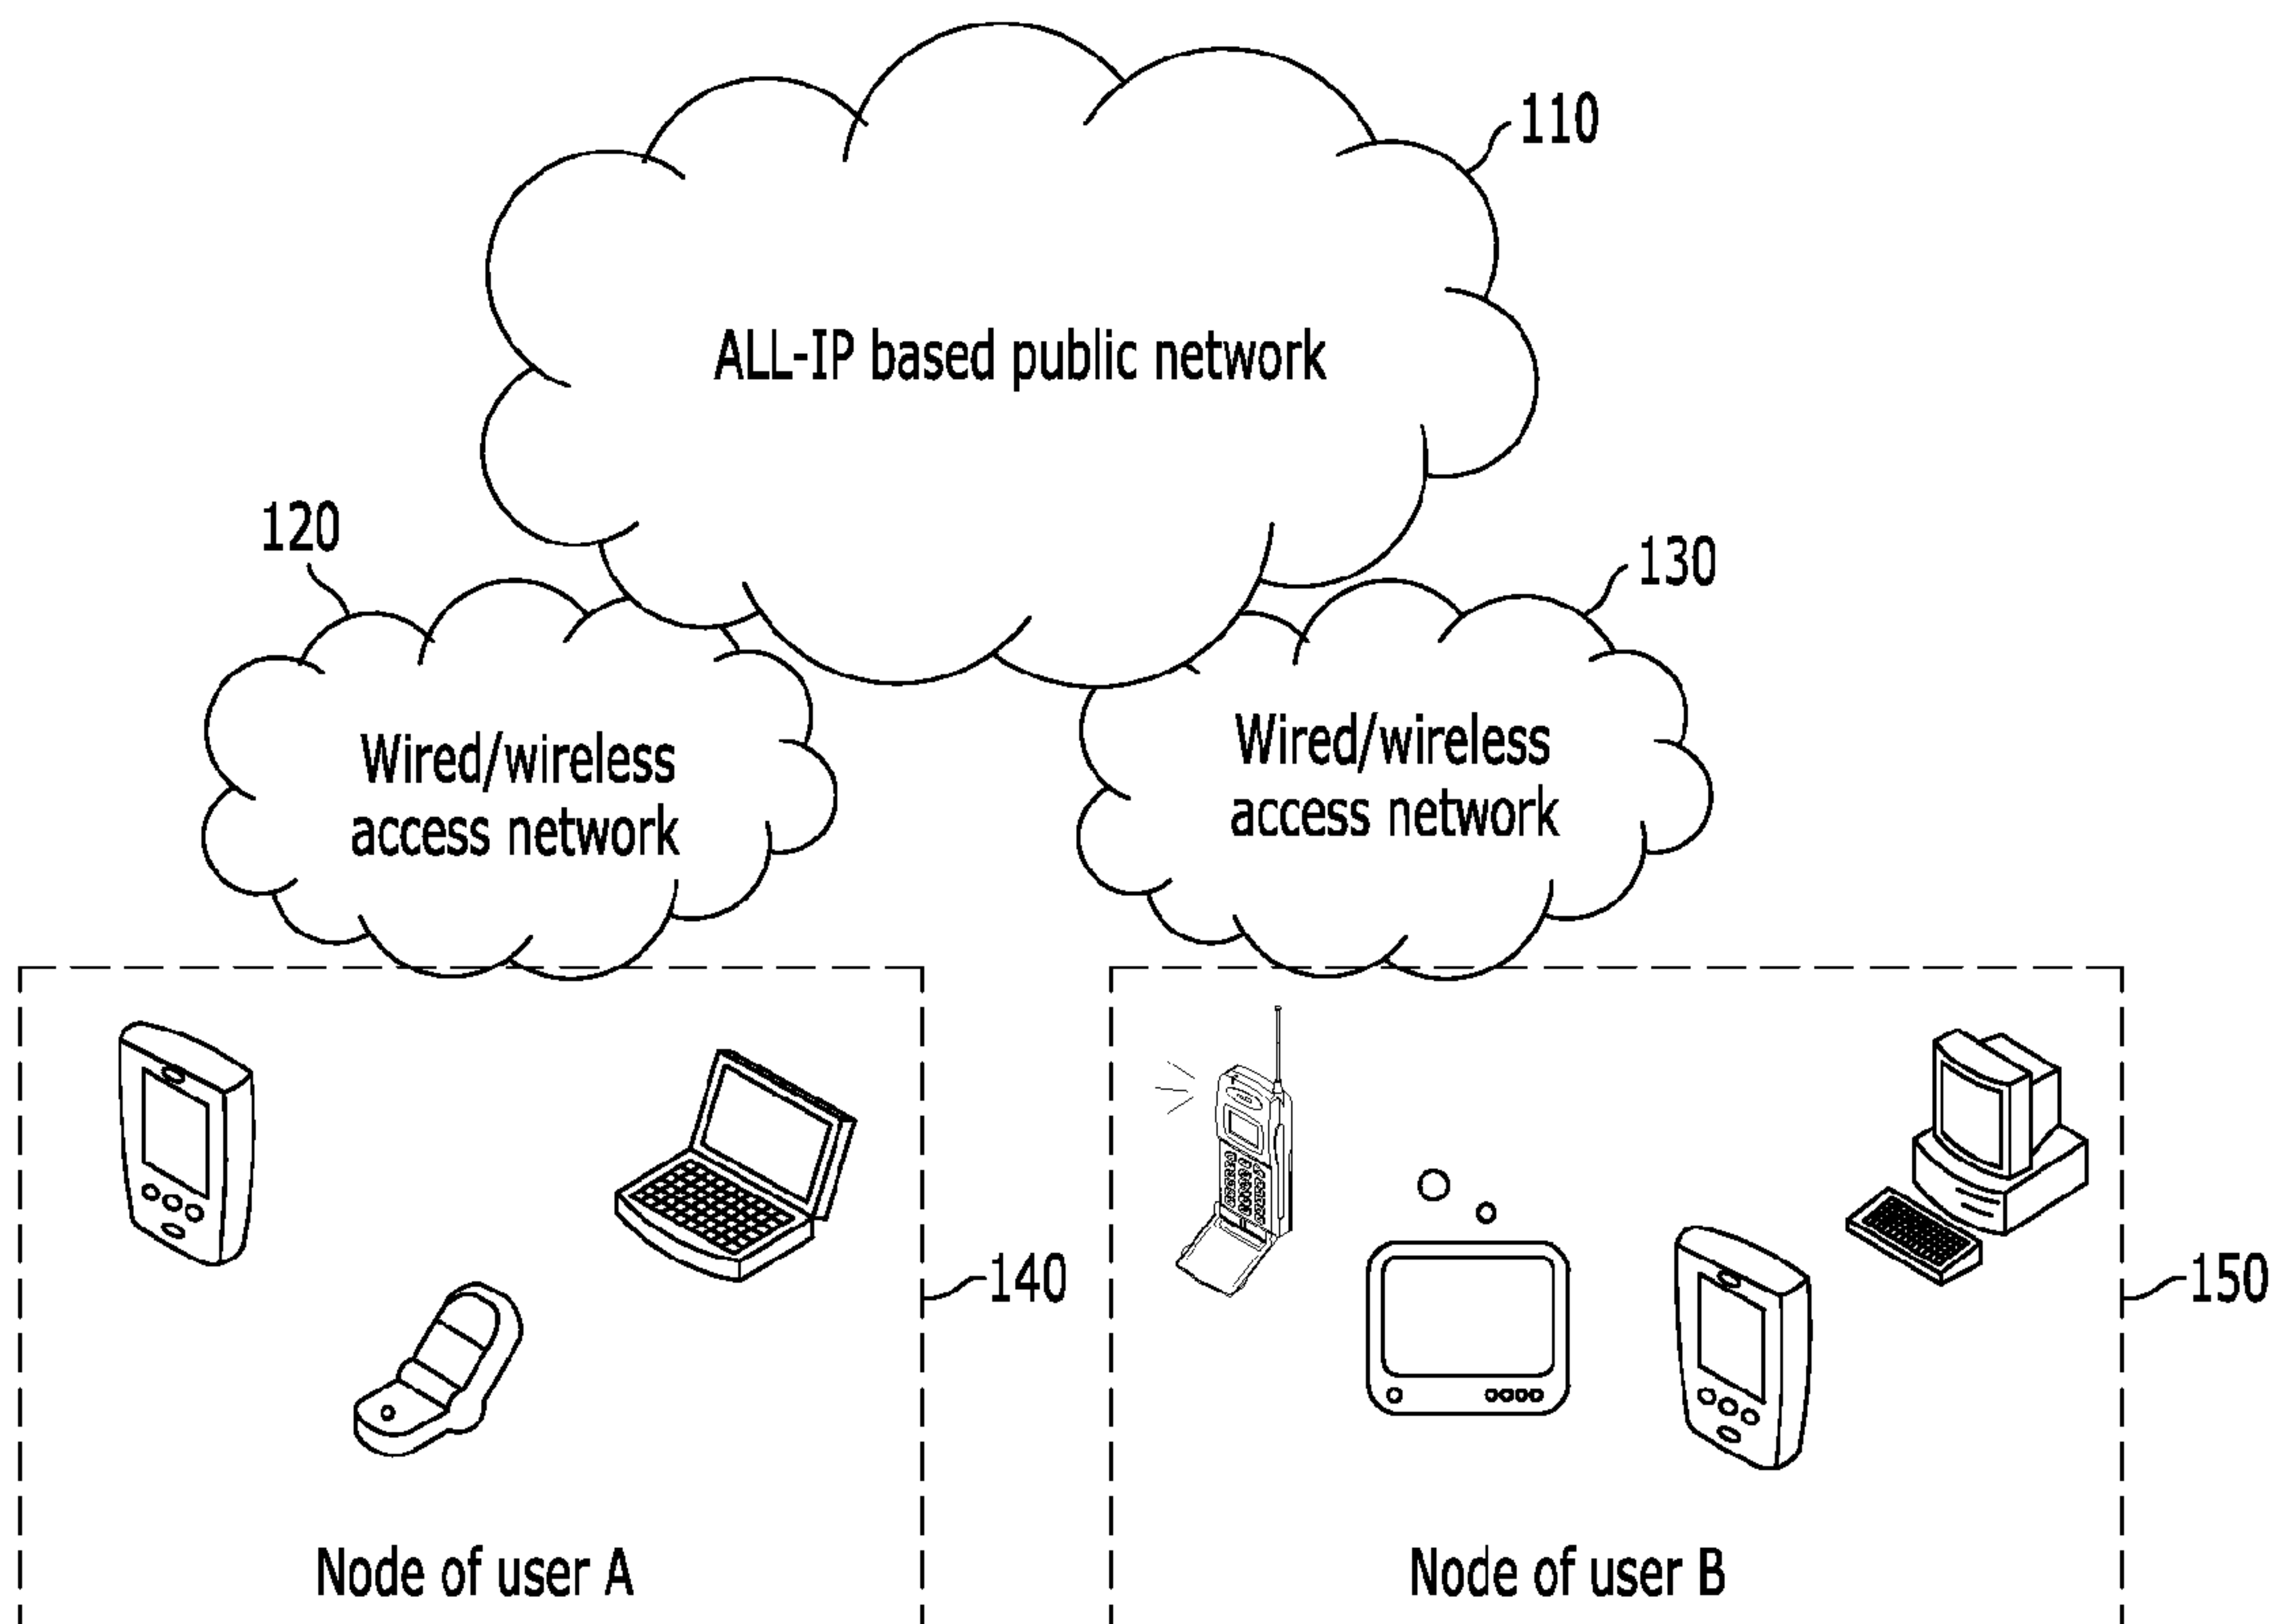 110
ALL-IP based public network
120
130
Wired/wireless
access network
Wired/wireless
access network
140
150
Node of user A
Node of user B